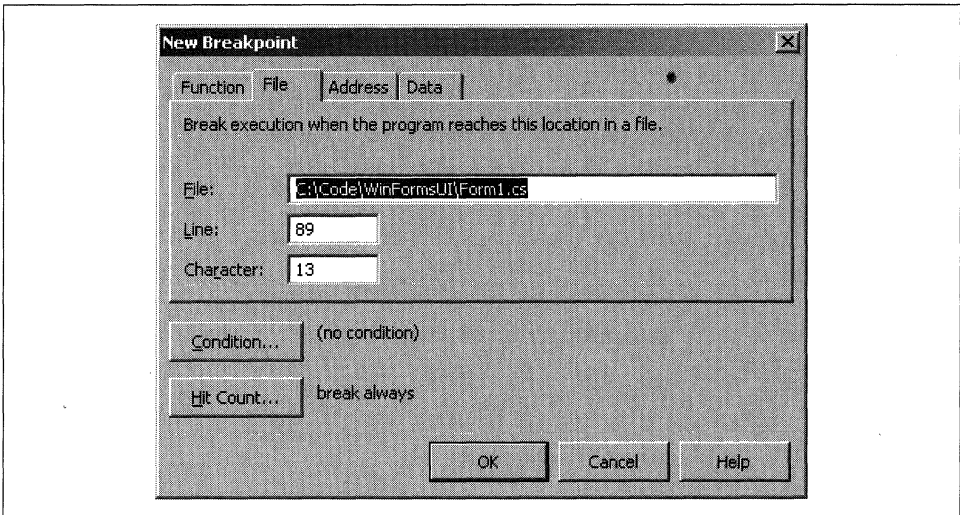 New Breakpoint
Function File Address Data
Break execution when the program reaches this location in a file.
File: C:\Code\WinFormsUI\Form1.cs
Line: 89
Character: 13
Condition... (no condition)
Hit Count... break always
OK Cancel Help